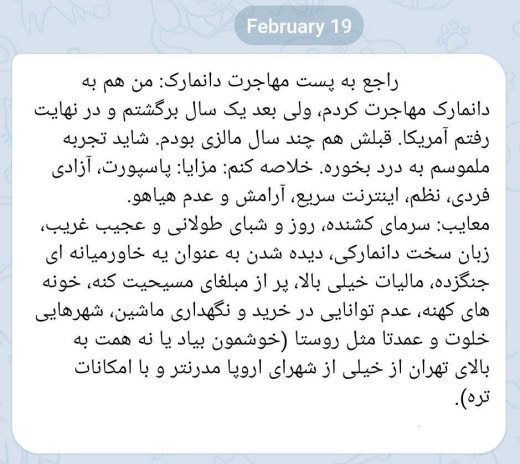 February 19
راجع به پست مهاجرت دانمارک: من هم به
دانمارک مهاجرت کردم، ولی بعد یک سال برگشتم و در نهایت
رفتم آمریکا. قبلش هم چند سال مالزی بودم. شاید تجربه
ملموسم به درد بخوره. خلاصه کنم: مزایا: پاسپورت، آزادی
فردی، نظم، اینترنت سریع، آرامش و عدم هیاهو.
معایب: سرمای کشنده، روز و شبای طولانی و عجیب غریب،
زبان سخت دانمارکی، دیده شدن به عنوان یه خاورمیانه ای
جنگزده، مالیات خیلی بالا، پر از مبلغای مسیحیت کنه، خونه
های کهنه، عدم توانایی در خرید و نگهداری ماشین، شهرهایی
خلوت و عمدتا مثل روستا (خوشمون بیاد یا نه همت به
بالای تهران از خیلی از شهرای اروپا مدرنتر و با امکانات
تره).